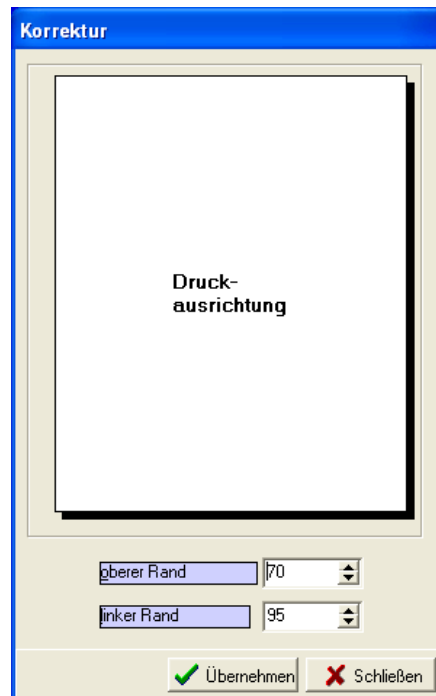 Korrektur
Druck-
ausrichtung
oberer Rand 70
linker Rand 95
Übernehmen Schließen